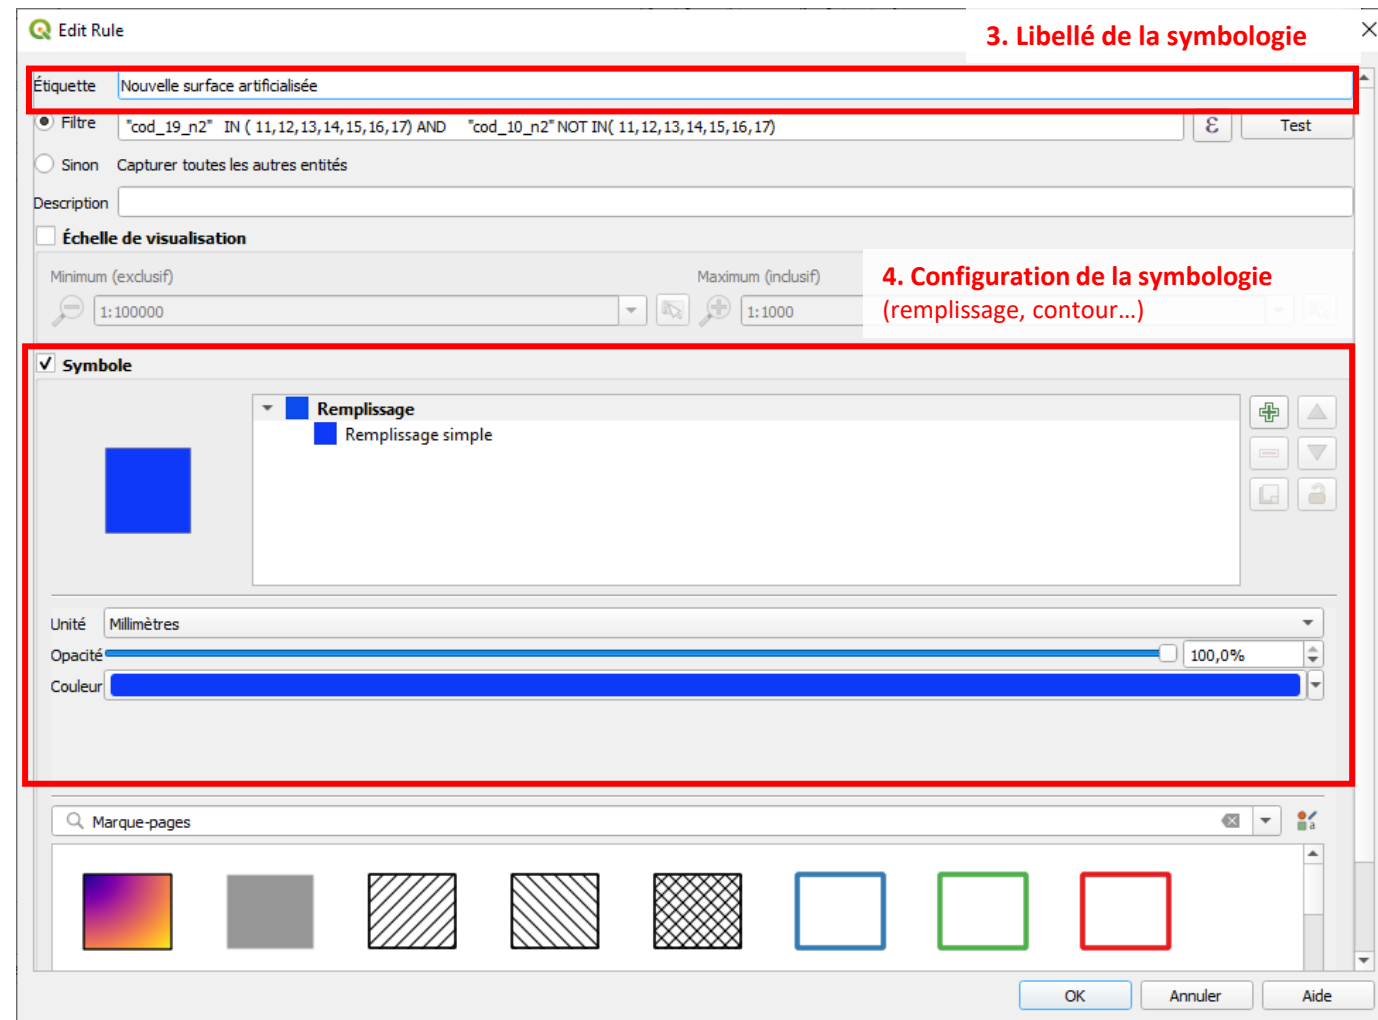 Edit Rule
3. Libellé de la symbologie
Étiquette Nouvelle surface artificialisée
Filtre "cod_19_n2" IN ( 11,12,13,14,15,16,17) AND "cod_10_n2" NOT IN( 11,12,13,14,15,16,17) ε Test
Sinon Capturer toutes les autres entités
Description
Échelle de visualisation
Minimum (exclusif) Maximum (inclusif)
1:100000 1:1000
4. Configuration de la symbologie
(remplissage, contour…)
Symbole
Remplissage
Remplissage simple
Unité Millimètres
Opacité 100,0%
Couleur
Marque-pages
a
OK Annuler Aide